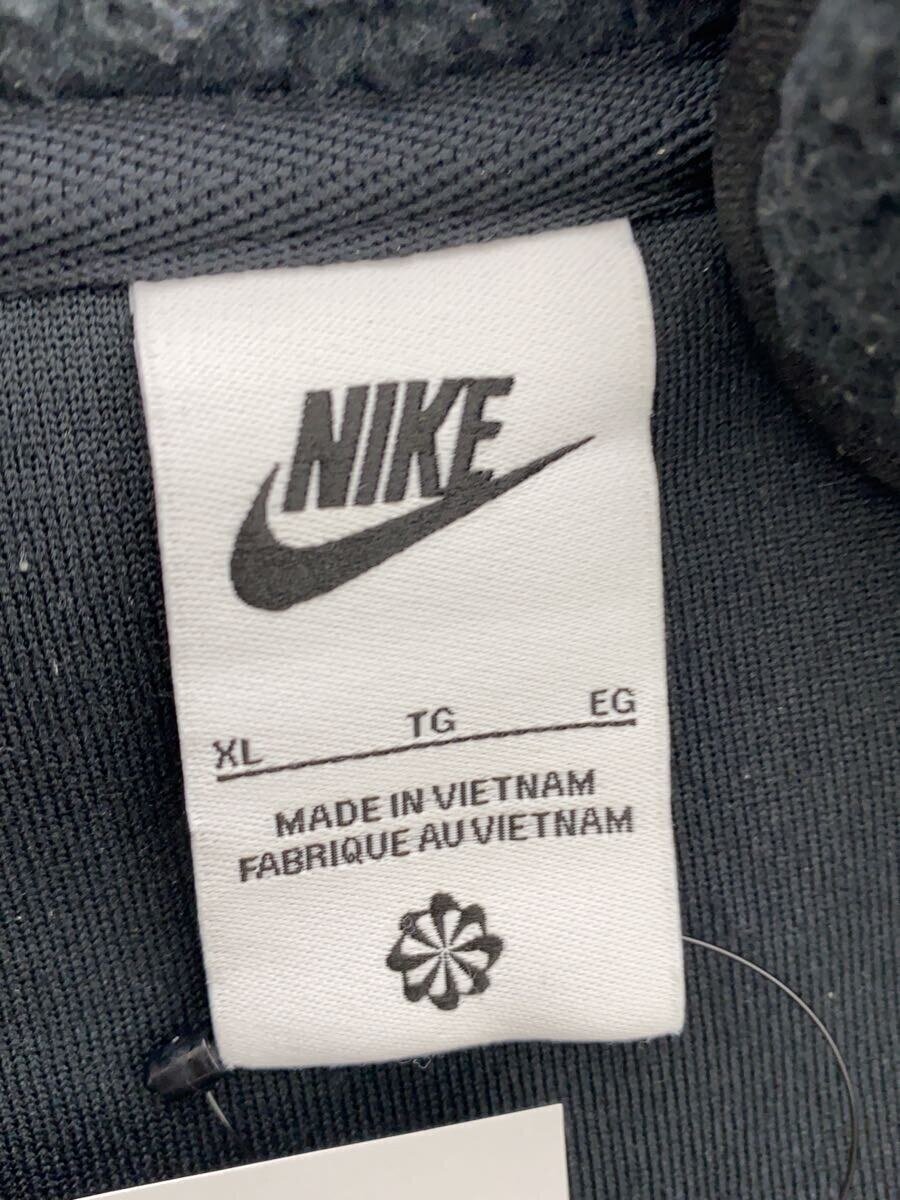 NIKE
XL TG EG
MADE IN VIETNAM
FABRIQUE AU VIETNAM